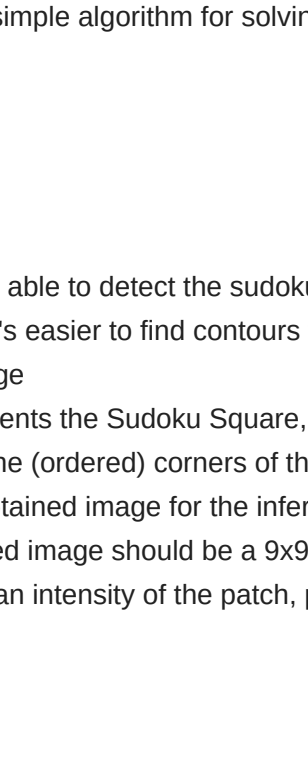 simple algorithm for solvin
able to detect the sudoku
's easier to find contours
ge
ents the Sudoku Square,
ne (ordered) corners of th
tained image for the infer
ed image should be a 9x9
an intensity of the patch,